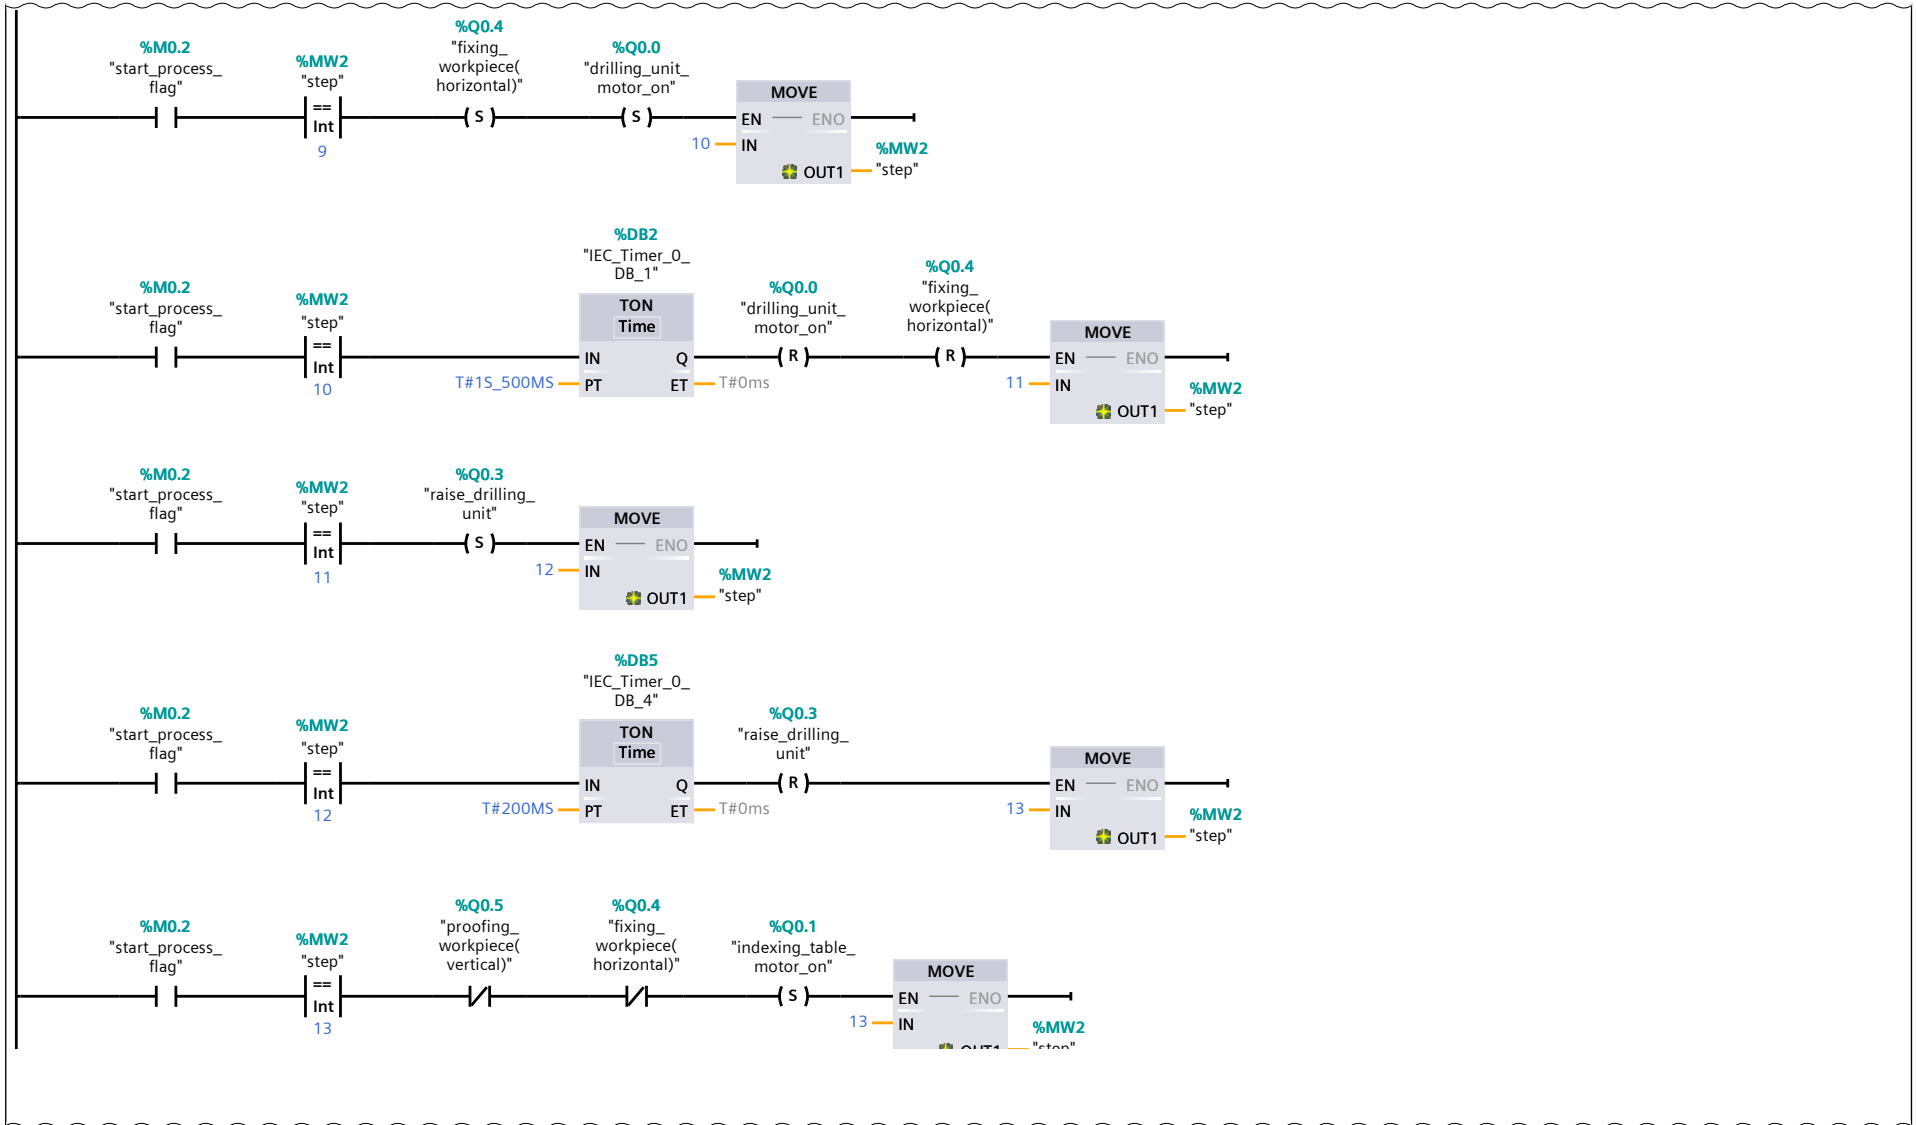 %M0.2
"start_process_
flag"
%MW2
"step"
==
Int
9
%Q0.4
"fixing_
workpiece(
horizontal)"
S
%Q0.0
"drilling_unit_
motor_on"
S
MOVE
EN ENO
10 IN
OUT1
%MW2
"step"
%M0.2
"start_process_
flag"
%MW2
"step"
==
Int
10
%DB2
"IEC_Timer_0_
DB_1"
TON
Time
IN Q
T#1S_500MS PT ET T#0ms
%Q0.0
"drilling_unit_
motor_on"
R
%Q0.4
"fixing_
workpiece(
horizontal)"
R
MOVE
EN ENO
11 IN
OUT1
%MW2
"step"
%M0.2
"start_process_
flag"
%MW2
"step"
==
Int
11
%Q0.3
"raise_drilling_
unit"
S
MOVE
EN ENO
12 IN
OUT1
%MW2
"step"
%M0.2
"start_process_
flag"
%MW2
"step"
==
Int
12
%DB5
"IEC_Timer_0_
DB_4"
TON
Time
IN Q
T#200MS PT ET T#0ms
%Q0.3
"raise_drilling_
unit"
R
MOVE
EN ENO
13 IN
OUT1
%MW2
"step"
%M0.2
"start_process_
flag"
%MW2
"step"
==
Int
13
%Q0.5
"proofing_
workpiece(
vertical)"
%Q0.4
"fixing_
workpiece(
horizontal)"
%Q0.1
"indexing_table_
motor_on"
S
MOVE
EN ENO
13 IN
OUT1
%MW2
"step"